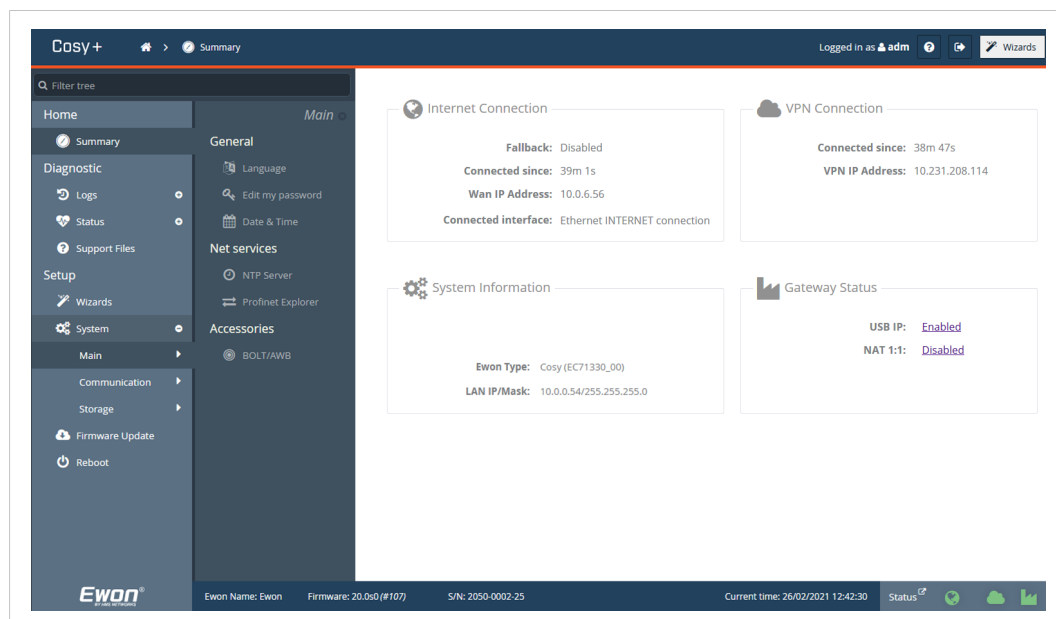 Cosy+
Summary
Logged in as adm
Wizards
Filter tree
Home
Summary
Diagnostic
Logs
Status
Support Files
Setup
Wizards
System
Main
Communication
Storage
Firmware Update
Reboot
Main
General
Language
Edit my password
Date & Time
Net services
NTP Server
Profinet Explorer
Accessories
BOLT/AWB
Internet Connection
Fallback: Disabled
Connected since: 39m 1s
Wan IP Address: 10.0.6.56
Connected interface: Ethernet INTERNET connection
VPN Connection
Connected since: 38m 47s
VPN IP Address: 10.231.208.114
System Information
Ewon Type: Cosy (EC71330_00)
LAN IP/Mask: 10.0.0.54/255.255.255.0
Gateway Status
USB IP: Enabled
NAT 1:1: Disabled
Ewon®
BY HMS NETWORKS
Ewon Name: Ewon
Firmware: 20.0s0 (#107)
S/N: 2050-0002-25
Current time: 26/02/2021 12:42:30
Status